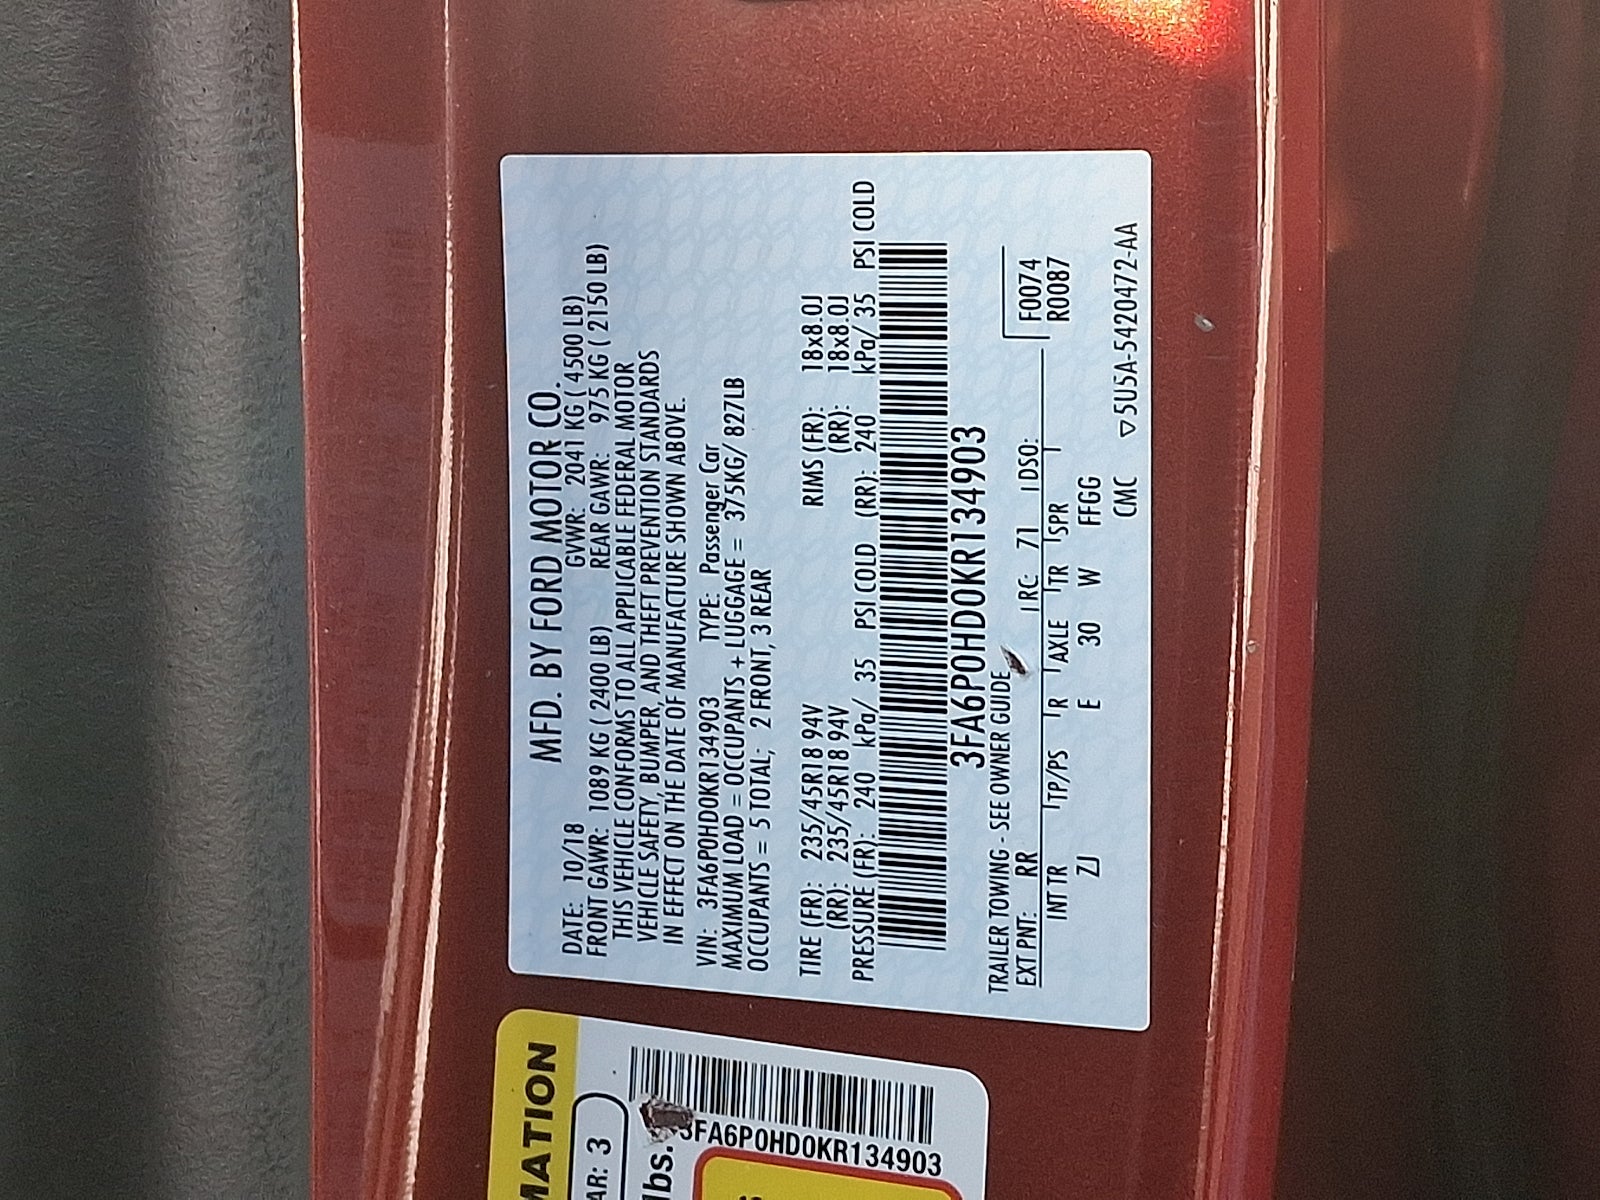 MFD. BY FORD MOTOR CO.
DATE: 10/18 GVWR: 2041 KG ( 4500 LB)
FRONT GAWR: 1089 KG ( 2400 LB) REAR GAWR: 975 KG ( 2150 LB)
THIS VEHICLE CONFORMS TO ALL APPLICABLE FEDERAL MOTOR
VEHICLE SAFETY, BUMPER, AND THEFT PREVENTION STANDARDS
IN EFFECT ON THE DATE OF MANUFACTURE SHOWN ABOVE.
VIN: 3FA6P0HD0KR134903 TYPE: Passenger Car
MAXIMUM LOAD = OCCUPANTS + LUGGAGE = 375KG/ 827LB
OCCUPANTS = 5 TOTAL; 2 FRONT, 3 REAR
TIRE (FR): 235/45R18 94V RIMS (FR): 18x8.0J
(RR): 235/45R18 94V (RR): 18x8.0J
PRESSURE (FR): 240 kPa/ 35 PSI COLD (RR): 240 kPa/ 35 PSI COLD
3FA6P0HD0KR134903
TRAILER TOWING - SEE OWNER GUIDE
EXT PNT: RR RC: 71 DSO: F0074
INT TR TP/PS R AXLE TR SPR R0087
ZJ E 30 W FFGG
CMC ▽5U5A-5420472-AA
MATION
AR: 3
lbs.
3FA6P0HD0KR134903